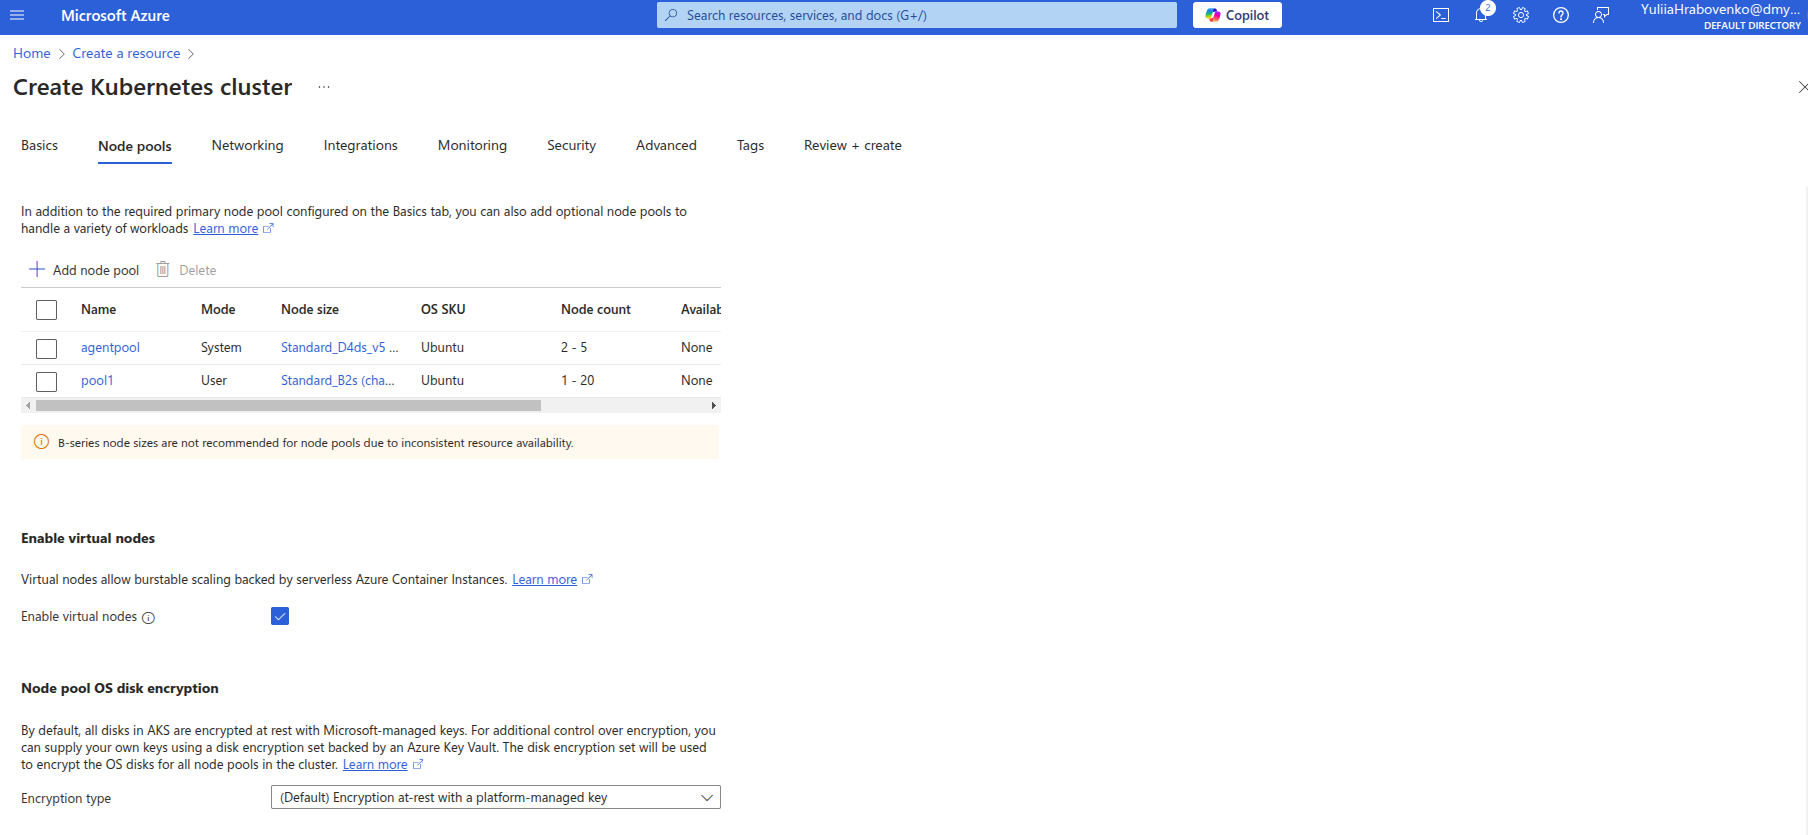 Microsoft Azure
Search resources, services, and docs (G+/)
Copilot
2
YuliiaHrabovenko@dmy...
DEFAULT DIRECTORY
Home > Create a resource >
Create Kubernetes cluster ...
Basics Node pools Networking Integrations Monitoring Security Advanced Tags Review + create
In addition to the required primary node pool configured on the Basics tab, you can also add optional node pools to
handle a variety of workloads Learn more
Add node pool Delete
Name Mode Node size OS SKU Node count Availab
agentpool System Standard_D4ds_v5 ... Ubuntu 2 - 5 None
pool1 User Standard_B2s (cha... Ubuntu 1 - 20 None
B-series node sizes are not recommended for node pools due to inconsistent resource availability.
Enable virtual nodes
Virtual nodes allow burstable scaling backed by serverless Azure Container Instances. Learn more
Enable virtual nodes
Node pool OS disk encryption
By default, all disks in AKS are encrypted at rest with Microsoft-managed keys. For additional control over encryption, you
can supply your own keys using a disk encryption set backed by an Azure Key Vault. The disk encryption set will be used
to encrypt the OS disks for all node pools in the cluster. Learn more
Encryption type (Default) Encryption at-rest with a platform-managed key